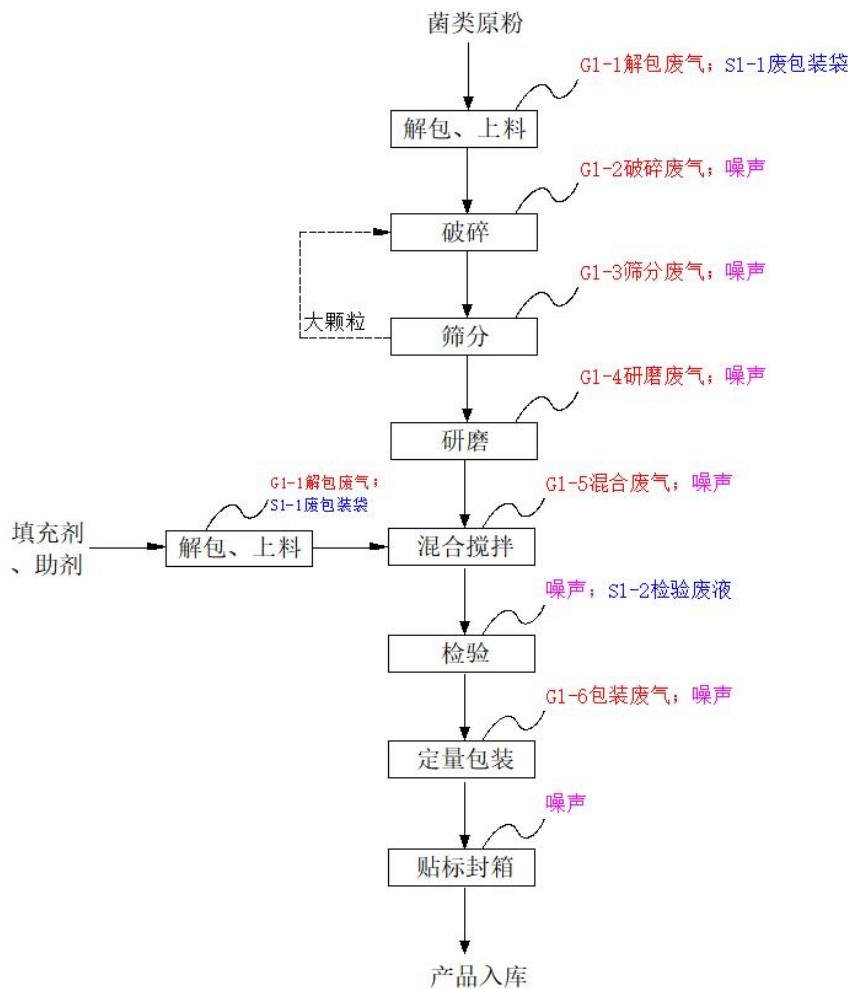 菌类原粉
G1-1解包废气；S1-1废包装袋
解包、上料
G1-2破碎废气；噪声
破碎
G1-3筛分废气；噪声
大颗粒
筛分
G1-4研磨废气；噪声
研磨
G1-1解包废气；
S1-1废包装袋
G1-5混合废气；噪声
填充剂
、助剂
解包、上料
混合搅拌
噪声；S1-2检验废液
检验
G1-6包装废气；噪声
定量包装
噪声
贴标封箱
产品入库